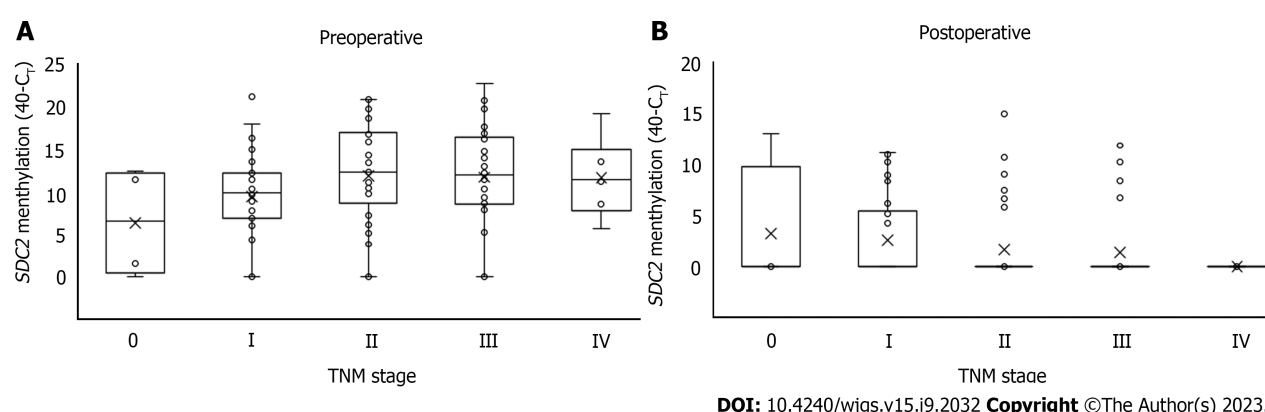 A
Preoperative
SDC2 menthylation (40-CT)
25
20
15
10
5
0
0 I II III IV
TNM stage
B
Postoperative
SDC2 menthylation (40-CT)
20
15
10
5
0
0 I II III IV
TNM stage
DOI: 10.4240/wjgs.v15.i9.2032 Copyright ©The Author(s) 2023.